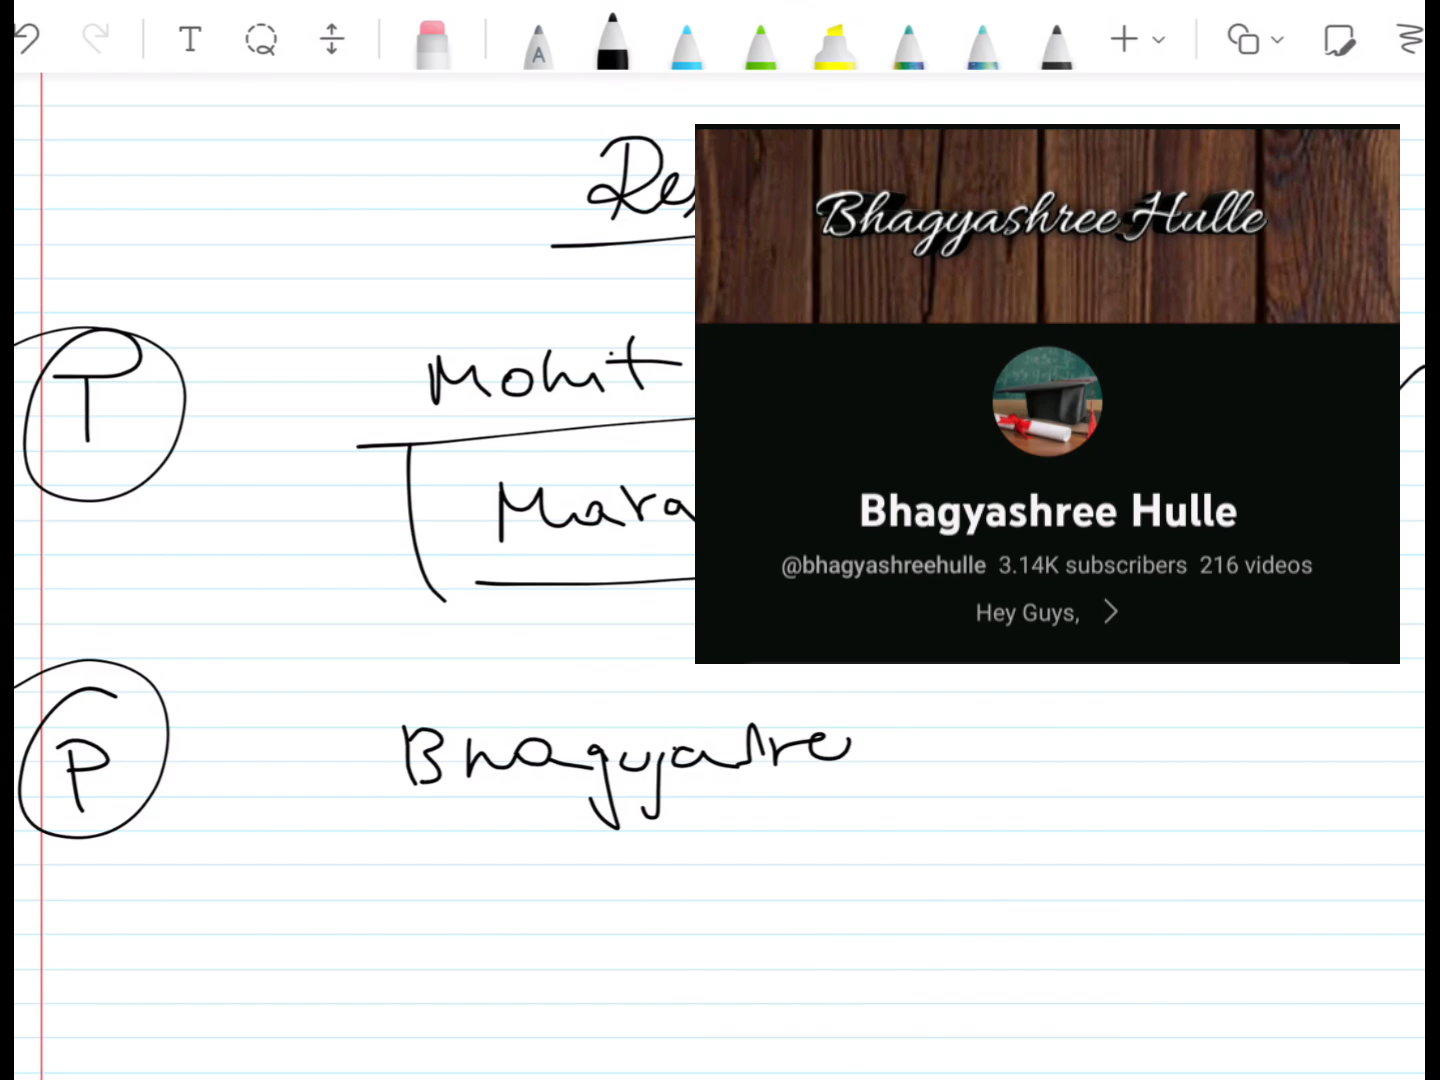 T
A
Bhagyashree Hulle
T
Mohit
Bhagyashree Hulle
@bhagyashreehulle 3.14K subscribers 216 videos
Hey Guys,
P
Bhagyashre